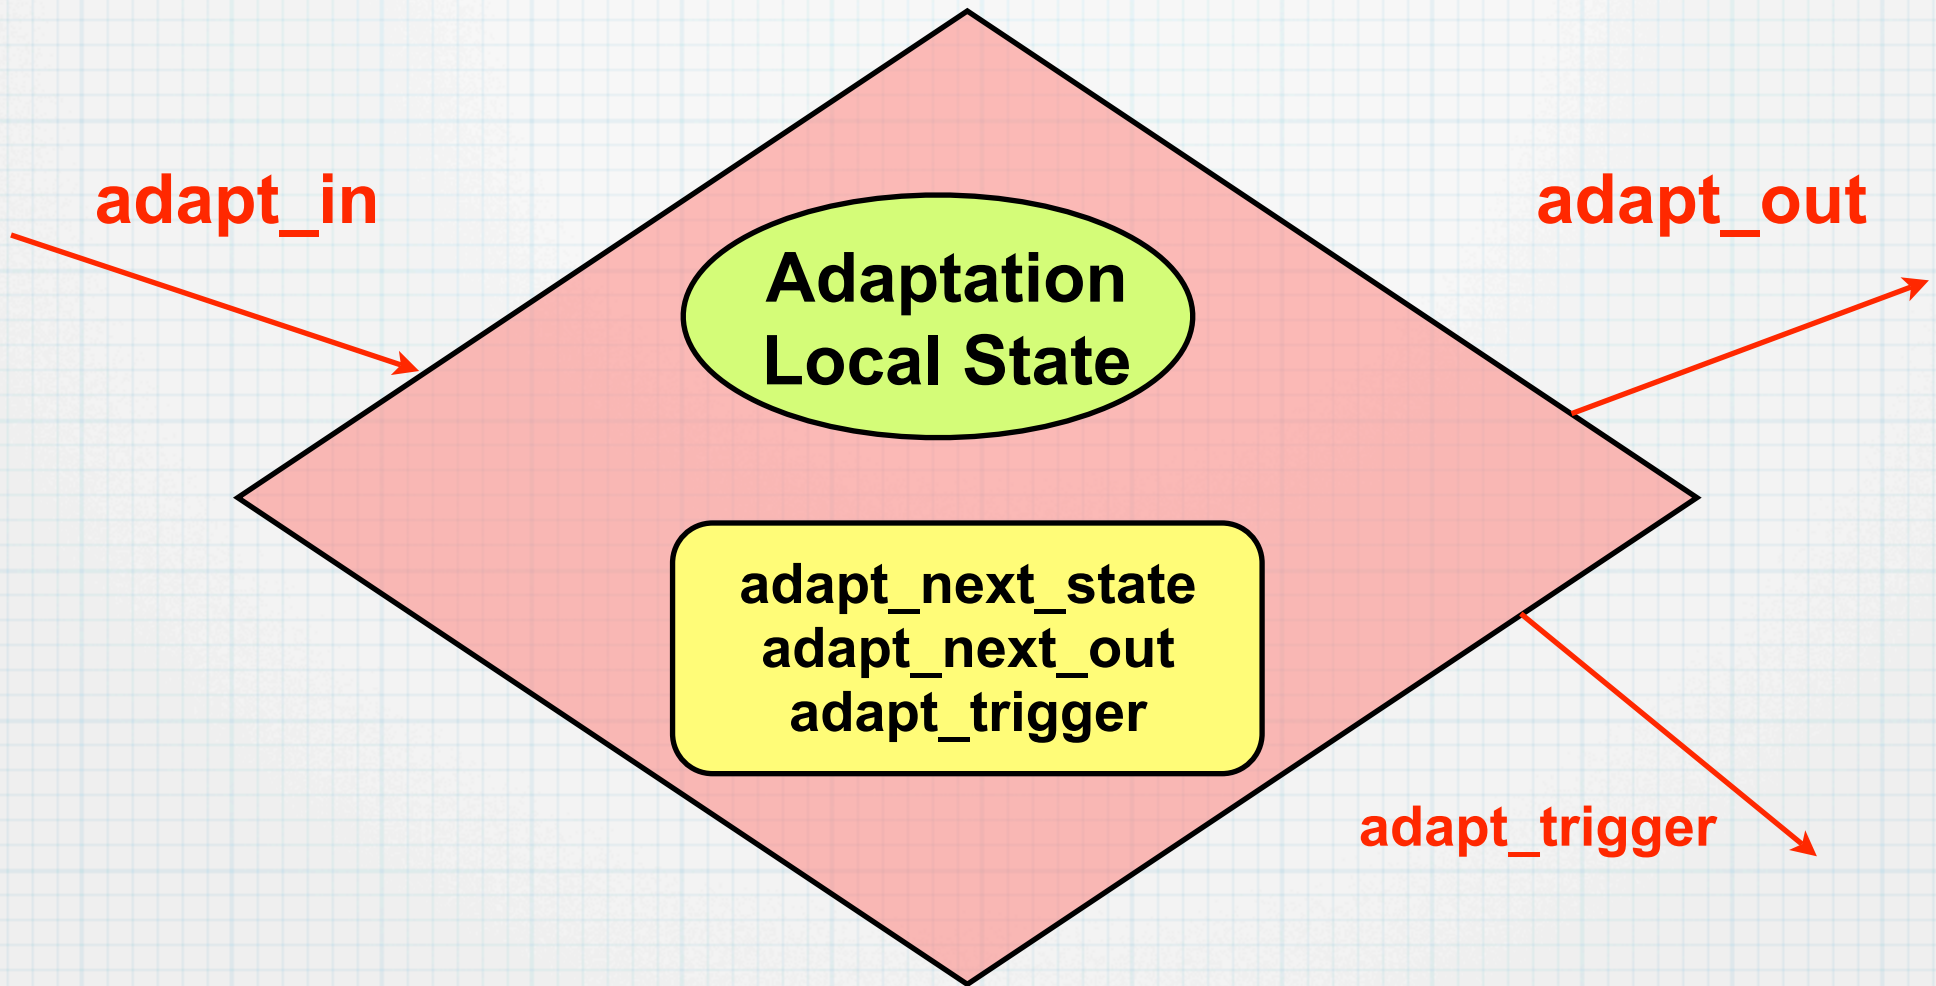 adapt_in
adapt_out
Adaptation
Local State
adapt_next_state
adapt_next_out
adapt_trigger
adapt_trigger